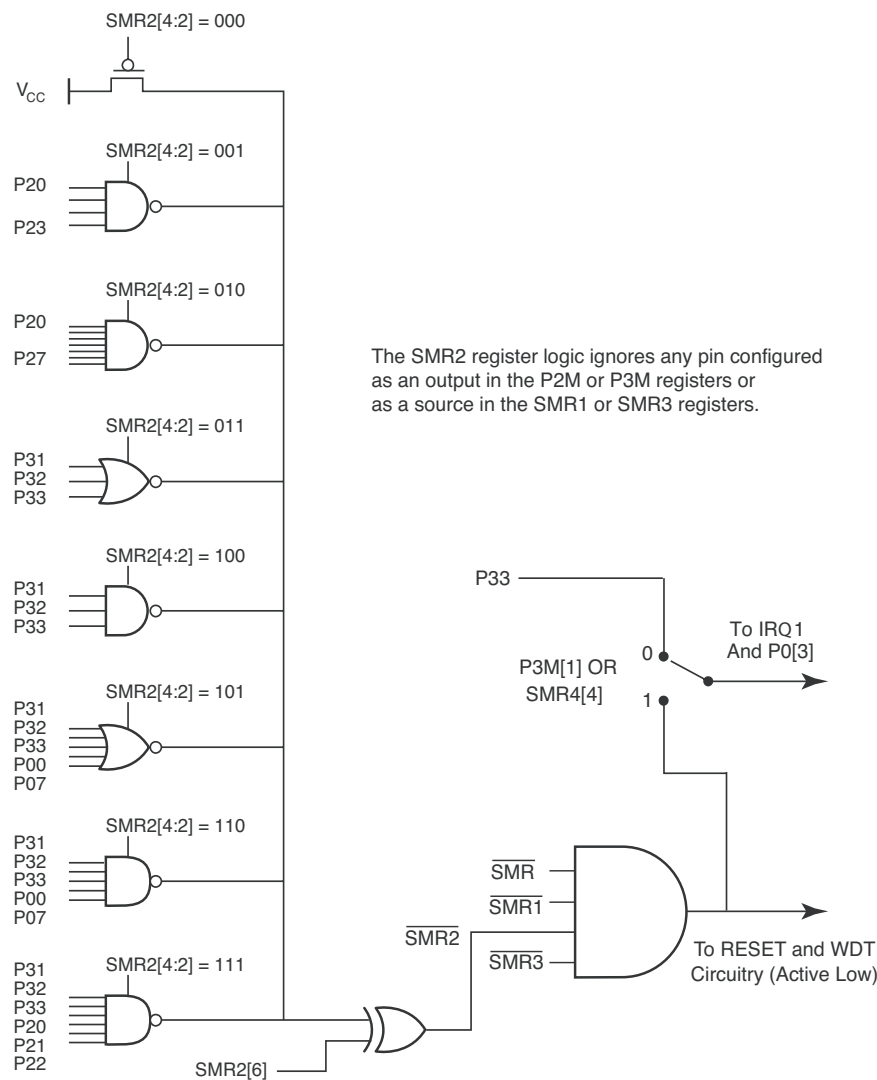 SMR2[4:2] = 000
V_CC
SMR2[4:2] = 001
P20
P23
SMR2[4:2] = 010
P20
P27
The SMR2 register logic ignores any pin configured
as an output in the P2M or P3M registers or
as a source in the SMR1 or SMR3 registers.
SMR2[4:2] = 011
P31
P32
P33
SMR2[4:2] = 100
P31
P32
P33
P33
To IRQ1
And P0[3]
0
P3M[1] OR
SMR4[4]
1
SMR2[4:2] = 101
P31
P32
P33
P00
P07
SMR2[4:2] = 110
P31
P32
P33
P00
P07
S̅M̅R̅
S̅M̅R̅1̅
S̅M̅R̅2̅
S̅M̅R̅3̅
To RESET and WDT
Circuitry (Active Low)
SMR2[4:2] = 111
P31
P32
P33
P20
P21
P22
SMR2[6]